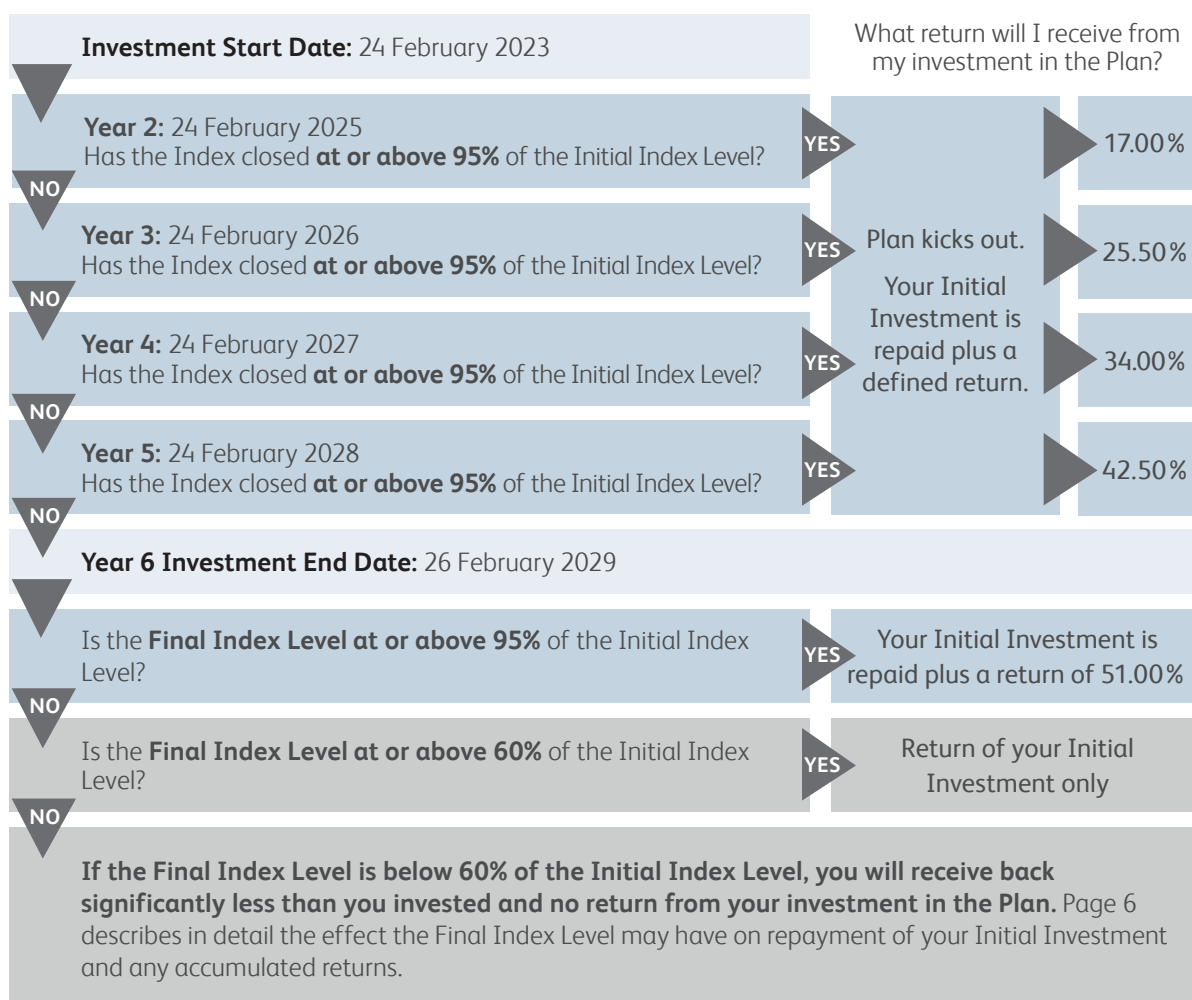 Investment Start Date: 24 February 2023
What return will I receive from
my investment in the Plan?
Year 2: 24 February 2025
Has the Index closed at or above 95% of the Initial Index Level?
YES
17.00%
NO
Year 3: 24 February 2026
Has the Index closed at or above 95% of the Initial Index Level?
YES
25.50%
NO
Year 4: 24 February 2027
Has the Index closed at or above 95% of the Initial Index Level?
YES
34.00%
NO
Year 5: 24 February 2028
Has the Index closed at or above 95% of the Initial Index Level?
YES
42.50%
Plan kicks out.
Your Initial
Investment is
repaid plus a
defined return.
NO
Year 6 Investment End Date: 26 February 2029
Is the Final Index Level at or above 95% of the Initial Index
Level?
YES
Your Initial Investment is
repaid plus a return of 51.00%
NO
Is the Final Index Level at or above 60% of the Initial Index
Level?
YES
Return of your Initial
Investment only
NO
If the Final Index Level is below 60% of the Initial Index Level, you will receive back
significantly less than you invested and no return from your investment in the Plan. Page 6
describes in detail the effect the Final Index Level may have on repayment of your Initial Investment
and any accumulated returns.